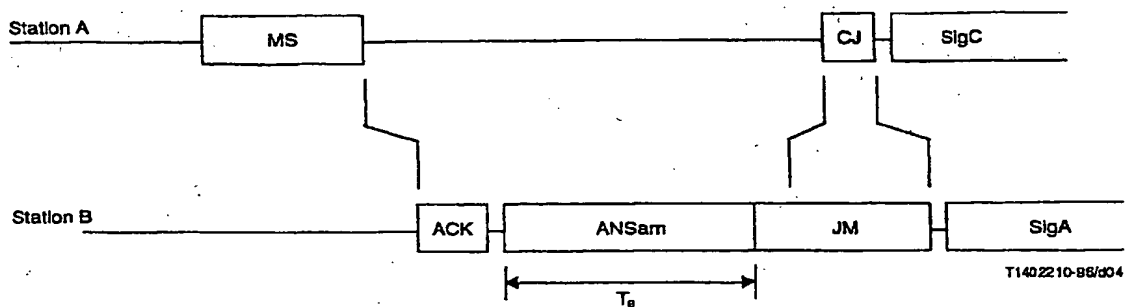 Station A
MS
CJ
SigC
Station B
ACK
ANSam
JM
SigA
T1402210-96/d04
Te